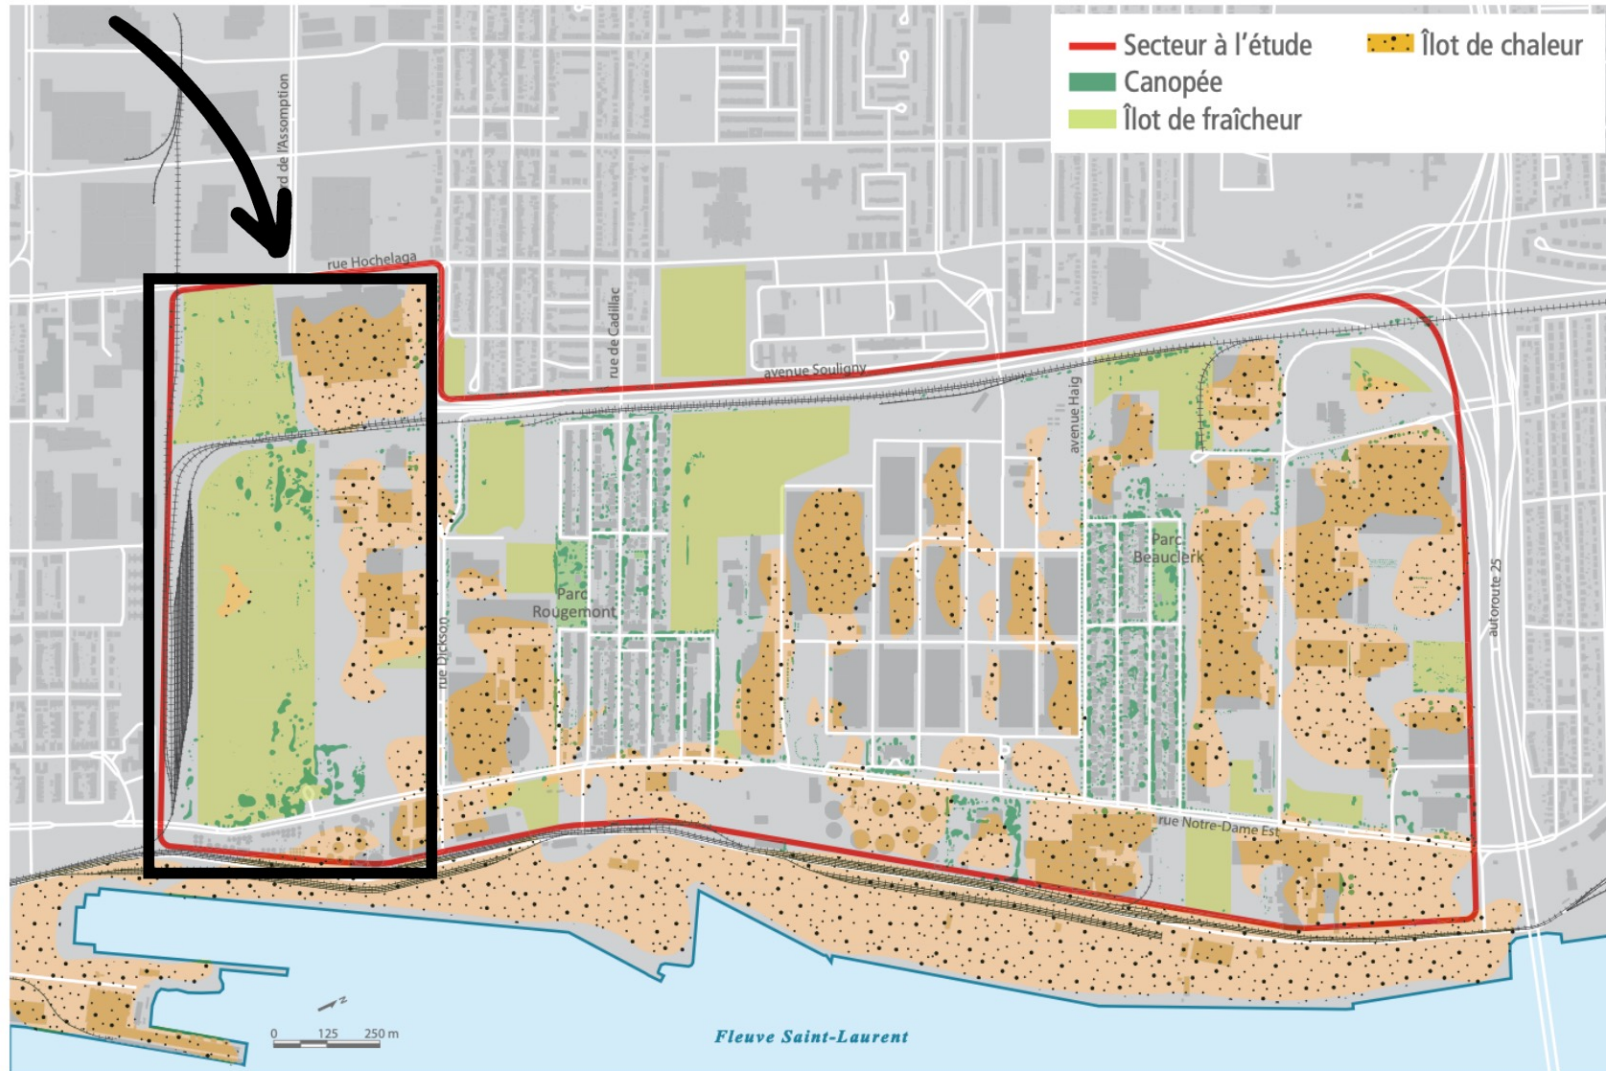 Secteur à l'étude
Îlot de chaleur
Canopée
Îlot de fraîcheur
rd de l'Assomption
rue Hochelaga
rue de Cadillac
avenue Souligny
avenue Haig
Parc
Beauclerk
Parc
Rougemont
autoroute 25
rue Dickson
rue Notre-Dame Est
N
0 125 250 m
Fleuve Saint-Laurent